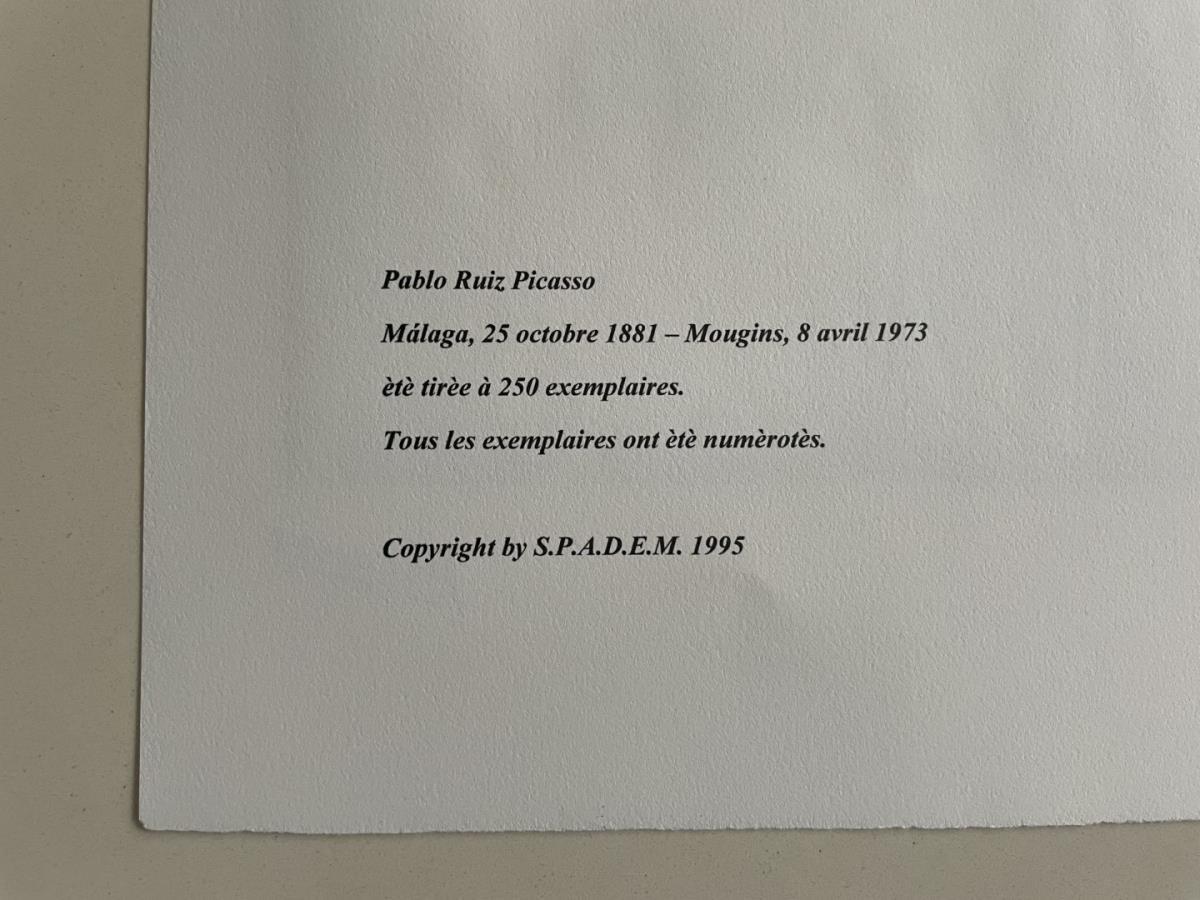 Pablo Ruiz Picasso
Málaga, 25 octobre 1881 – Mougins, 8 avril 1973
ètè tirèe à 250 exemplaires.
Tous les exemplaires ont ètè numèrotès.
Copyright by S.P.A.D.E.M. 1995